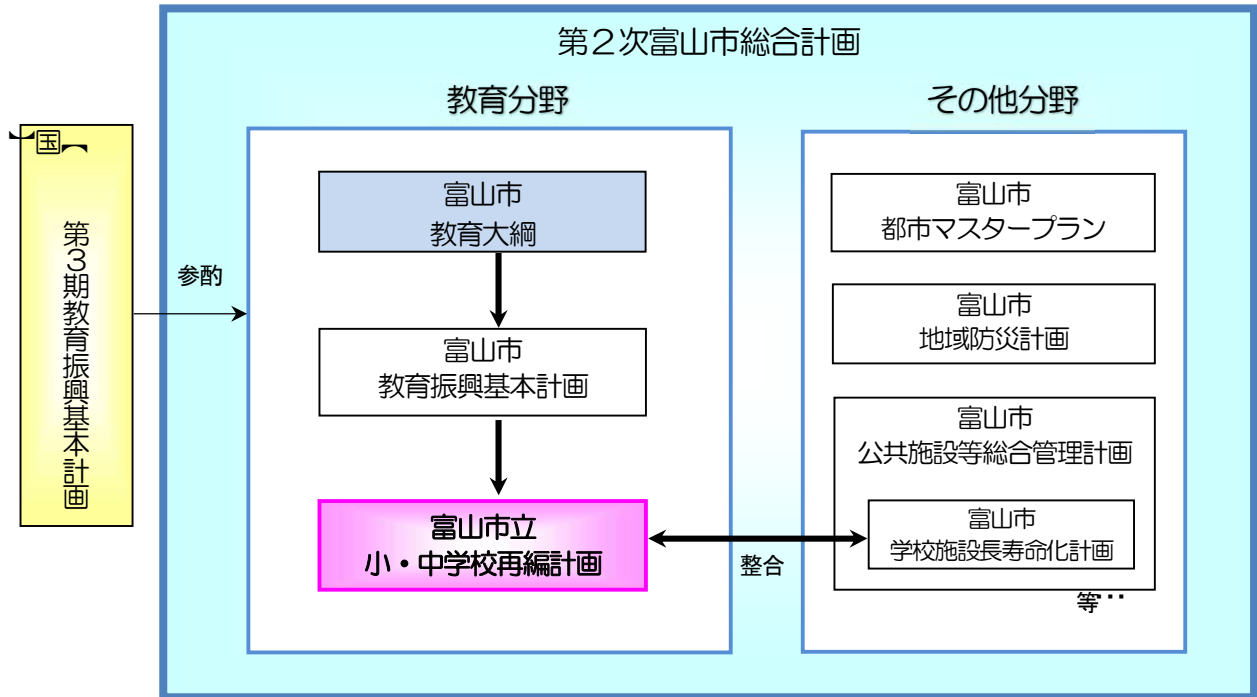 第２次富山市総合計画
教育分野
その他分野
【国】
第３期教育振興基本計画
参酌
富山市
教育大綱
富山市
教育振興基本計画
富山市立
小・中学校再編計画
整合
富山市
都市マスタープラン
富山市
地域防災計画
富山市
公共施設等総合管理計画
富山市
学校施設長寿命化計画
等…